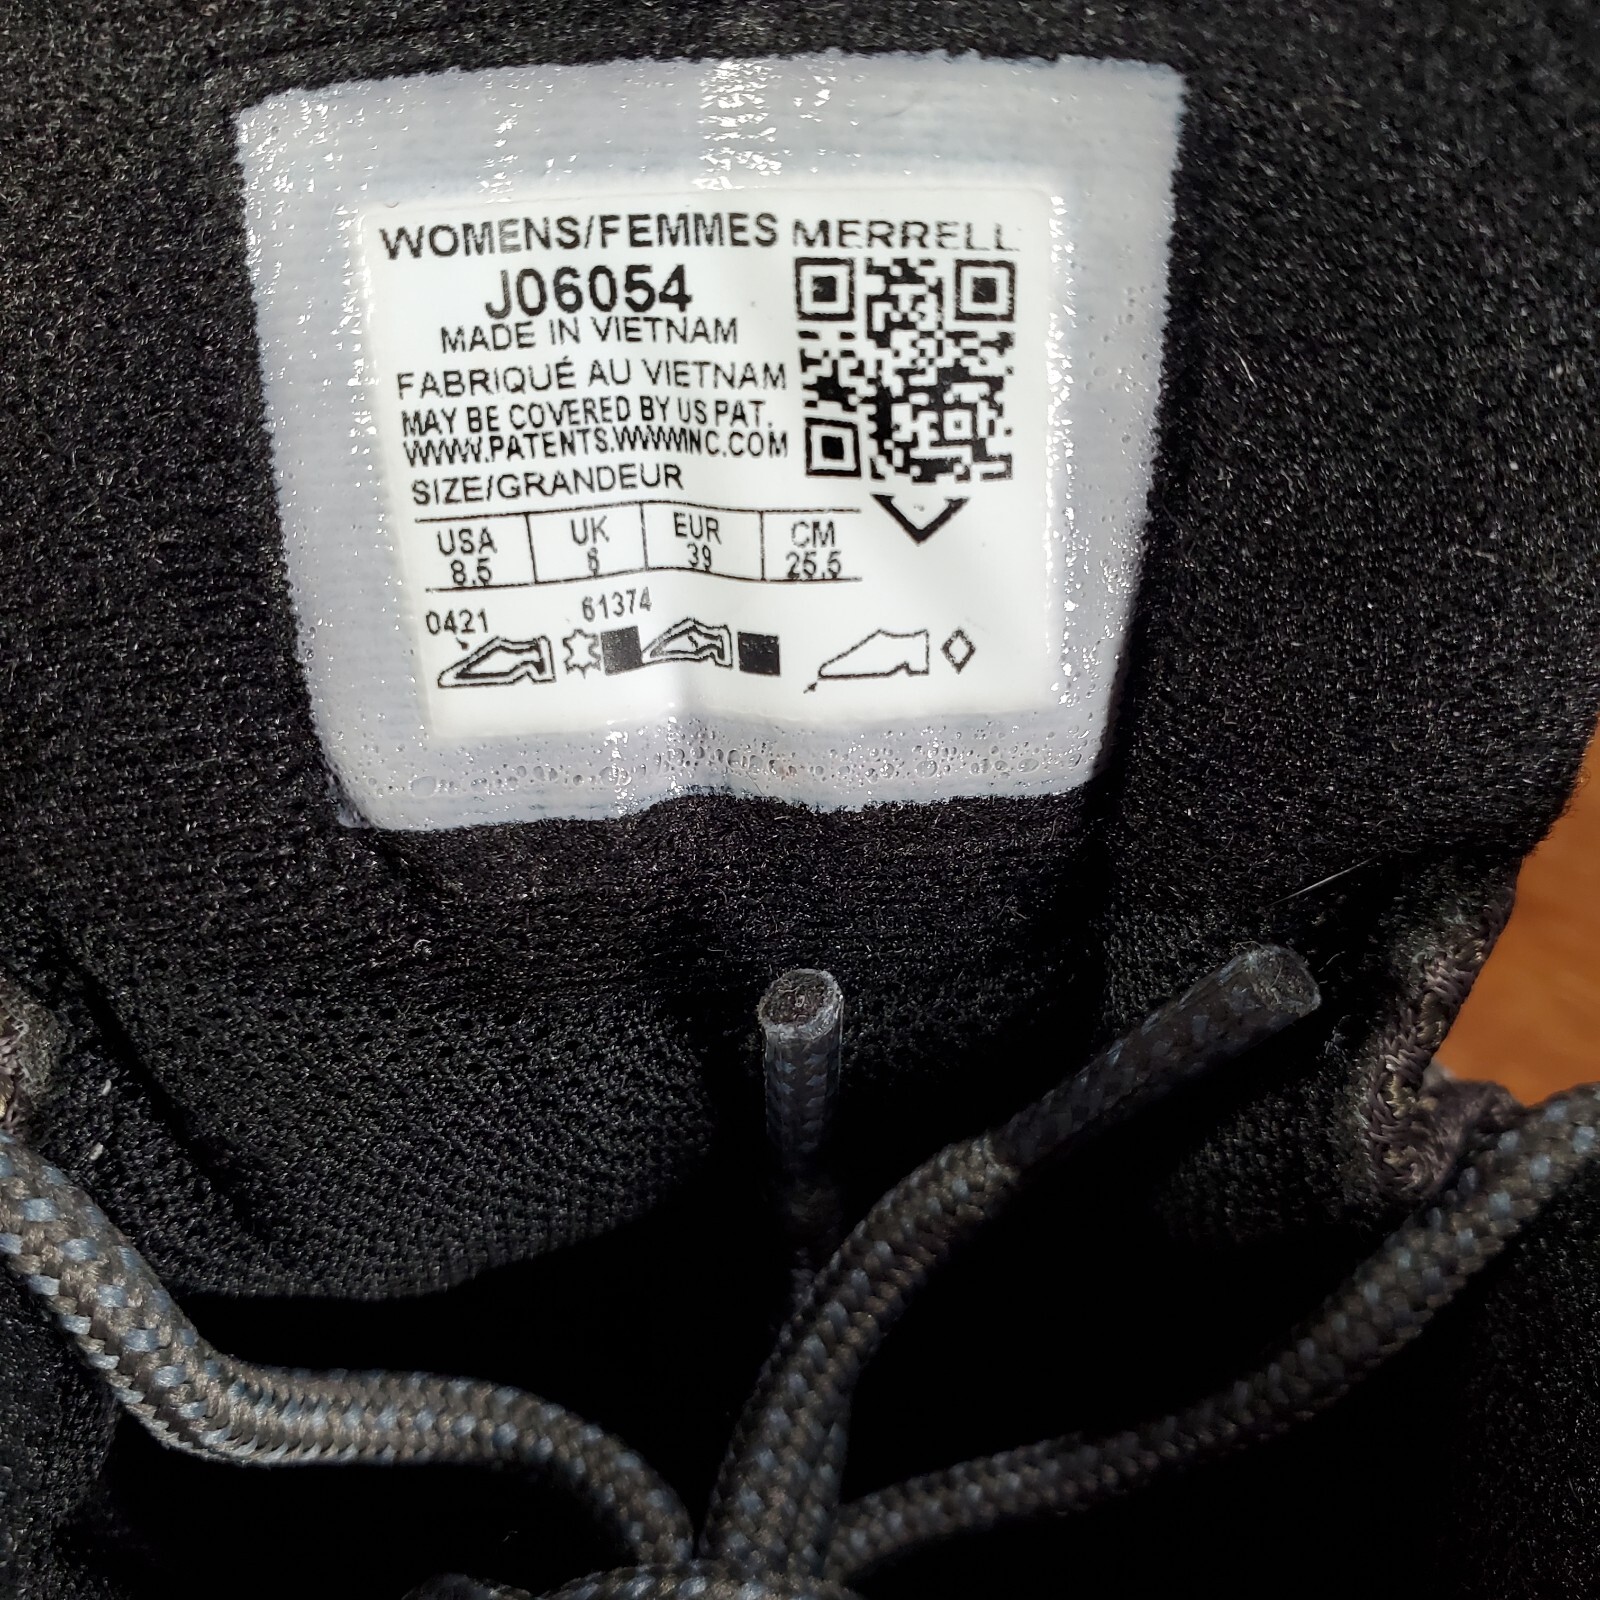 WOMENS/FEMMES MERRELL
J06054
MADE IN VIETNAM
FABRIQUÉ AU VIETNAM
MAY BE COVERED BY US PAT.
WWW.PATENTS.WWWINC.COM
SIZE/GRANDEUR
USA UK EUR CM
8.5 6 39 25.5
0421 61374